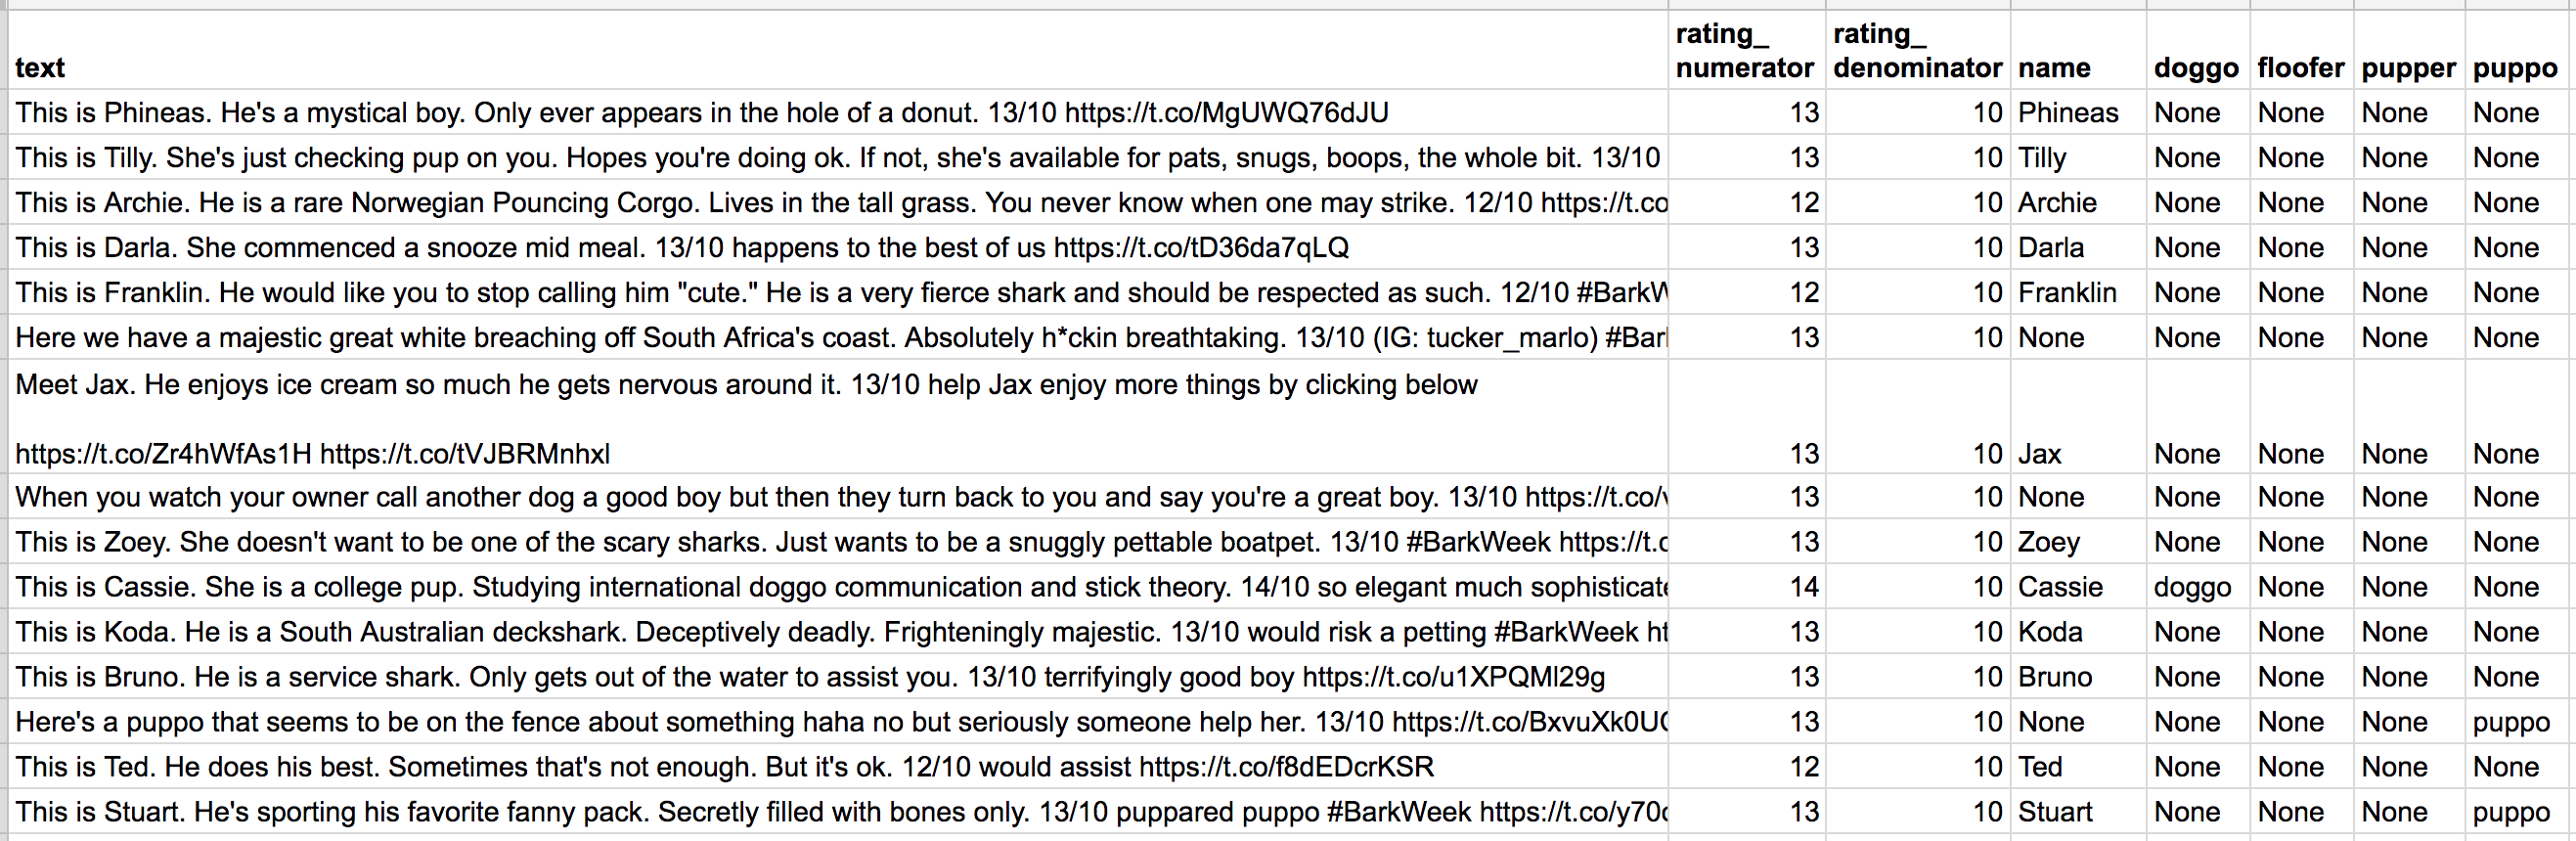 text rating_numerator rating_denominator name doggo floofer pupper puppo
This is Phineas. He's a mystical boy. Only ever appears in the hole of a donut. 13/10 https://t.co/MgUWQ76dJU 13 10 Phineas None None None None
This is Tilly. She's just checking pup on you. Hopes you're doing ok. If not, she's available for pats, snugs, boops, the whole bit. 13/10 13 10 Tilly None None None None
This is Archie. He is a rare Norwegian Pouncing Corgo. Lives in the tall grass. You never know when one may strike. 12/10 https://t.co 12 10 Archie None None None None
This is Darla. She commenced a snooze mid meal. 13/10 happens to the best of us https://t.co/tD36da7qLQ 13 10 Darla None None None None
This is Franklin. He would like you to stop calling him "cute." He is a very fierce shark and should be respected as such. 12/10 #BarkW 12 10 Franklin None None None None
Here we have a majestic great white breaching off South Africa's coast. Absolutely h*ckin breathtaking. 13/10 (IG: tucker_marlo) #Bark 13 10 None None None None None
Meet Jax. He enjoys ice cream so much he gets nervous around it. 13/10 help Jax enjoy more things by clicking below
https://t.co/Zr4hWfAs1H https://t.co/tVJBRMnhxl 13 10 Jax None None None None
When you watch your owner call another dog a good boy but then they turn back to you and say you're a great boy. 13/10 https://t.co/v 13 10 None None None None None
This is Zoey. She doesn't want to be one of the scary sharks. Just wants to be a snuggly pettable boatpet. 13/10 #BarkWeek https://t.c 13 10 Zoey None None None None
This is Cassie. She is a college pup. Studying international doggo communication and stick theory. 14/10 so elegant much sophisticate 14 10 Cassie doggo None None None
This is Koda. He is a South Australian deckshark. Deceptively deadly. Frighteningly majestic. 13/10 would risk a petting #BarkWeek ht 13 10 Koda None None None None
This is Bruno. He is a service shark. Only gets out of the water to assist you. 13/10 terrifyingly good boy https://t.co/u1XPQMl29g 13 10 Bruno None None None None
Here's a puppo that seems to be on the fence about something haha no but seriously someone help her. 13/10 https://t.co/BxvuXk0U 13 10 None None None None puppo
This is Ted. He does his best. Sometimes that's not enough. But it's ok. 12/10 would assist https://t.co/f8dEDcrKSR 12 10 Ted None None None None
This is Stuart. He's sporting his favorite fanny pack. Secretly filled with bones only. 13/10 puppared puppo #BarkWeek https://t.co/y70 13 10 Stuart None None None puppo